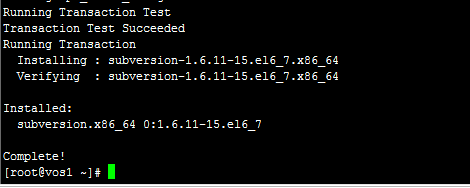 Running Transaction Test
Transaction Test Succeeded
Running Transaction
  Installing : subversion-1.6.11-15.el6_7.x86_64
  Verifying  : subversion-1.6.11-15.el6_7.x86_64

Installed:
  subversion.x86_64 0:1.6.11-15.el6_7

Complete!
[root@vos1 ~]#